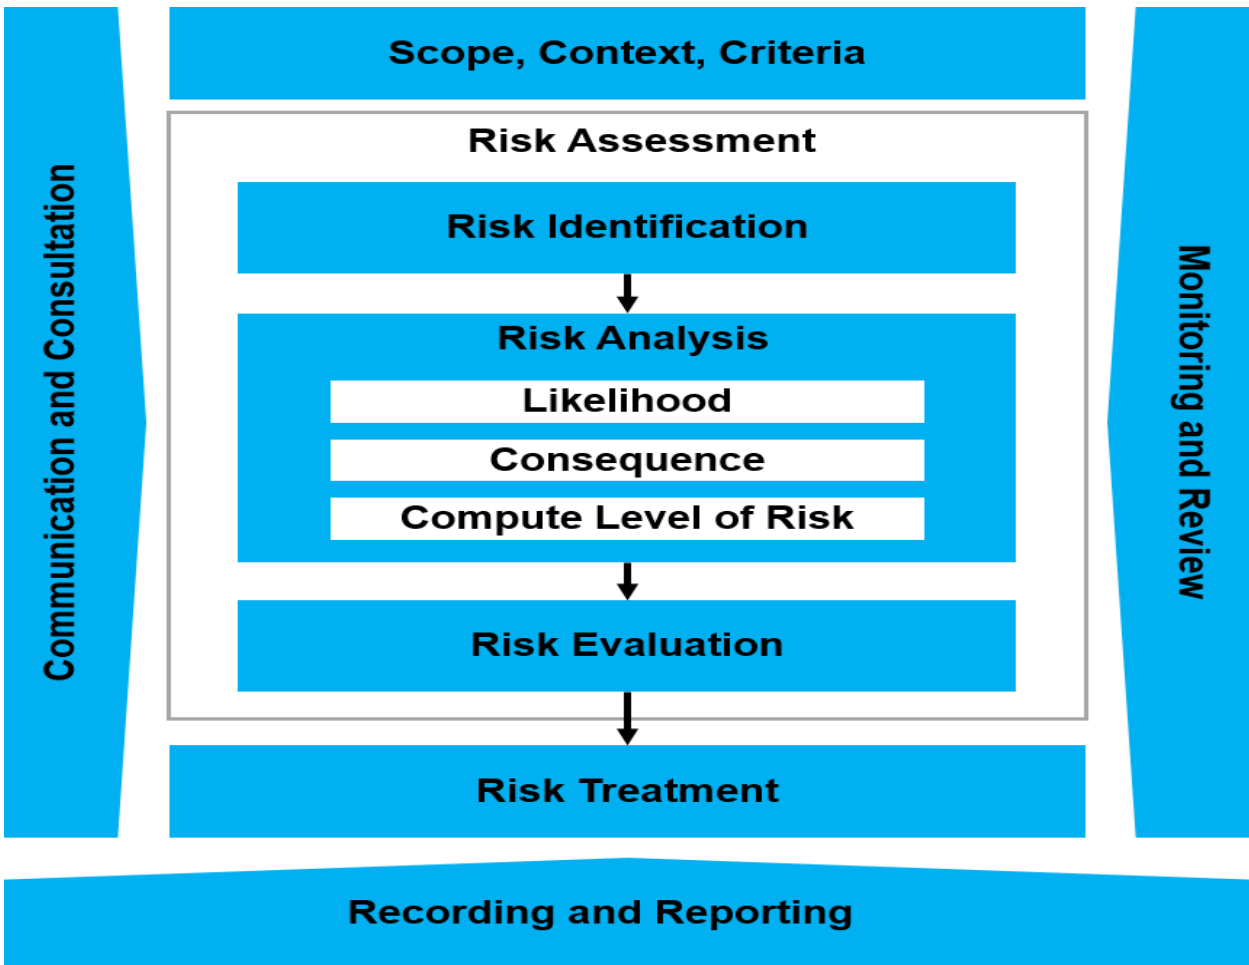 Scope, Context, Criteria
Risk Assessment
Risk Identification
Risk Analysis
Likelihood
Consequence
Compute Level of Risk
Risk Evaluation
Risk Treatment
Communication and Consultation
Monitoring and Review
Recording and Reporting